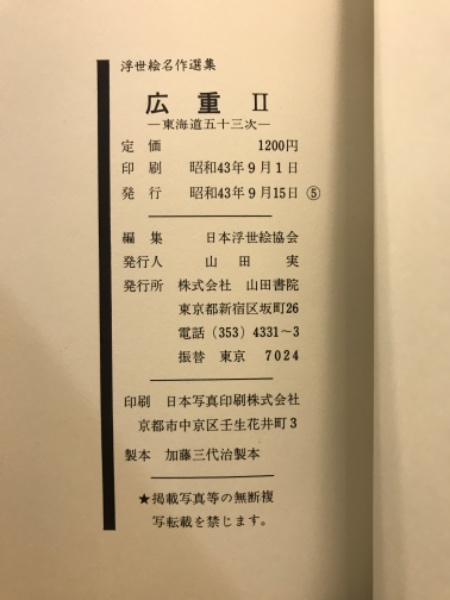 浮世絵名作選集
広重 II
―東海道五十三次―
定価 1200円
印刷 昭和43年9月1日
発行 昭和43年9月15日 ⑤
編集 日本浮世絵協会
発行人 山田 実
発行所 株式会社 山田書院
東京都新宿区坂町26
電話(353)4331〜3
振替 東京 7024
印刷 日本写真印刷株式会社
京都市中京区壬生花井町3
製本 加藤三代治製本
★掲載写真等の無断複
写転載を禁じます。